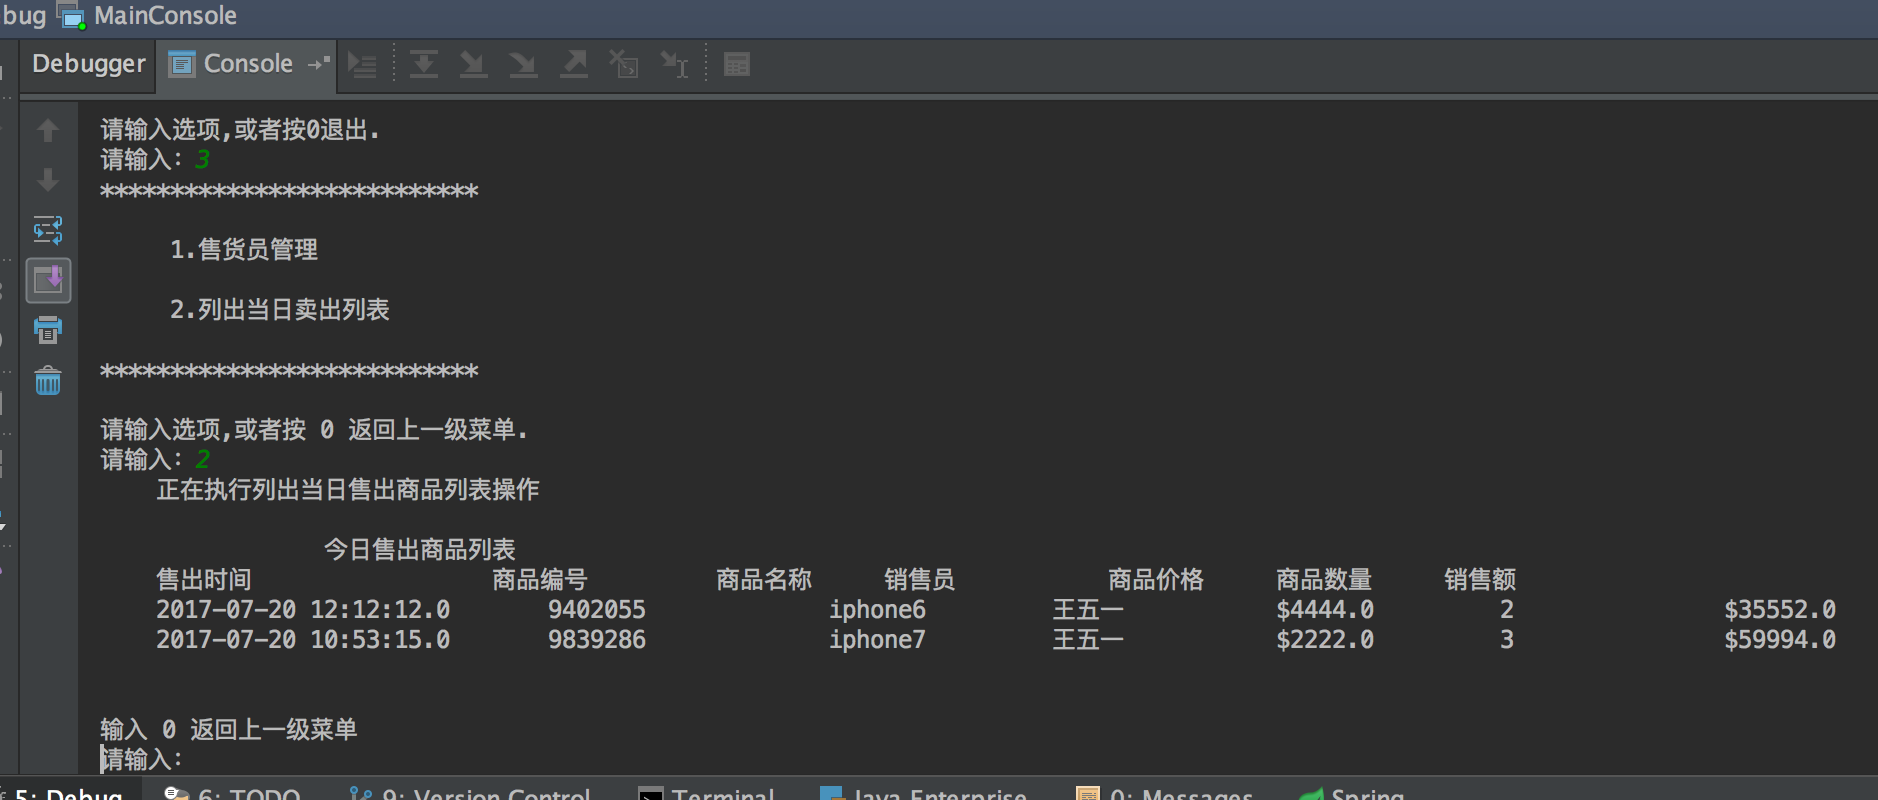 bug MainConsole
Debugger Console
请输入选项,或者按0退出.
请输入: 3
***************************
1.售货员管理
2.列出当日卖出列表
***************************
请输入选项,或者按 0 返回上一级菜单.
请输入: 2
正在执行列出当日售出商品列表操作
今日售出商品列表
售出时间 商品编号 商品名称 销售员 商品价格 商品数量 销售额
2017-07-20 12:12:12.0 9402055 iphone6 王五一 $4444.0 2 $35552.0
2017-07-20 10:53:15.0 9839286 iphone7 王五一 $2222.0 3 $59994.0
输入 0 返回上一级菜单
请输入:
5: Debug 6: TODO 9: Version Control Terminal Java Enterprise 0: Messages Spring